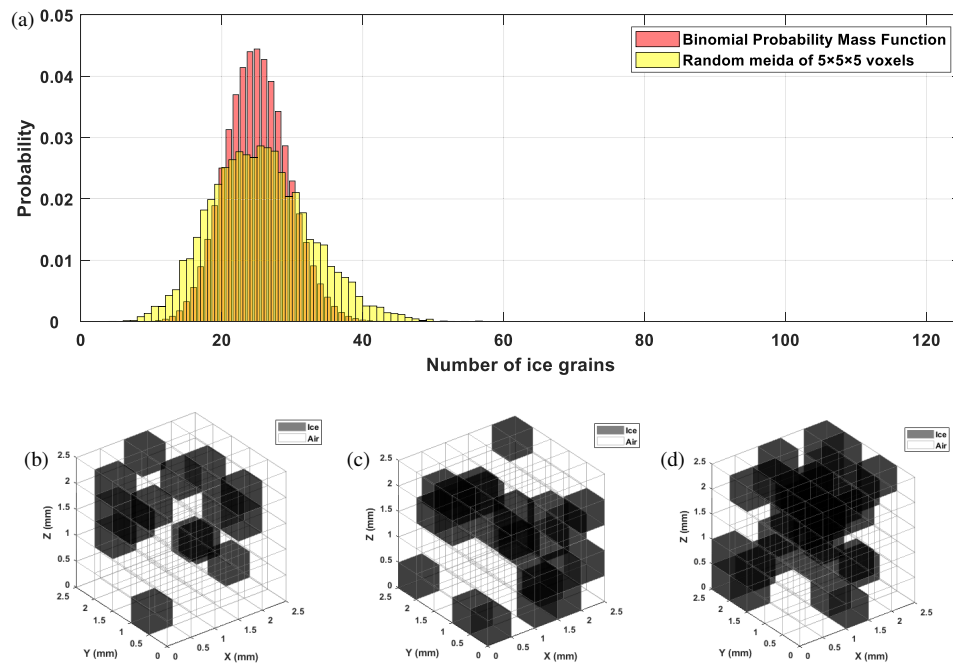 (a)
0.05
0.04
0.03
0.02
0.01
0
Probability
0 20 40 60 80 100 120
Number of ice grains
Binomial Probability Mass Function
Random meida of 5×5×5 voxels
(b)
Ice
Air
2.5
2
1.5
1
0.5
0
Z (mm)
2.5
2
1.5
1
0.5
0
Y (mm)
0
0.5
1
1.5
2
2.5
X (mm)
(c)
Ice
Air
2.5
2
1.5
1
0.5
0
Z (mm)
2.5
2
1.5
1
0.5
0
Y (mm)
0
0.5
1
1.5
2
2.5
X (mm)
(d)
Ice
Air
2.5
2
1.5
1
0.5
0
Z (mm)
2.5
2
1.5
1
0.5
0
Y (mm)
0
0.5
1
1.5
2
2.5
X (mm)